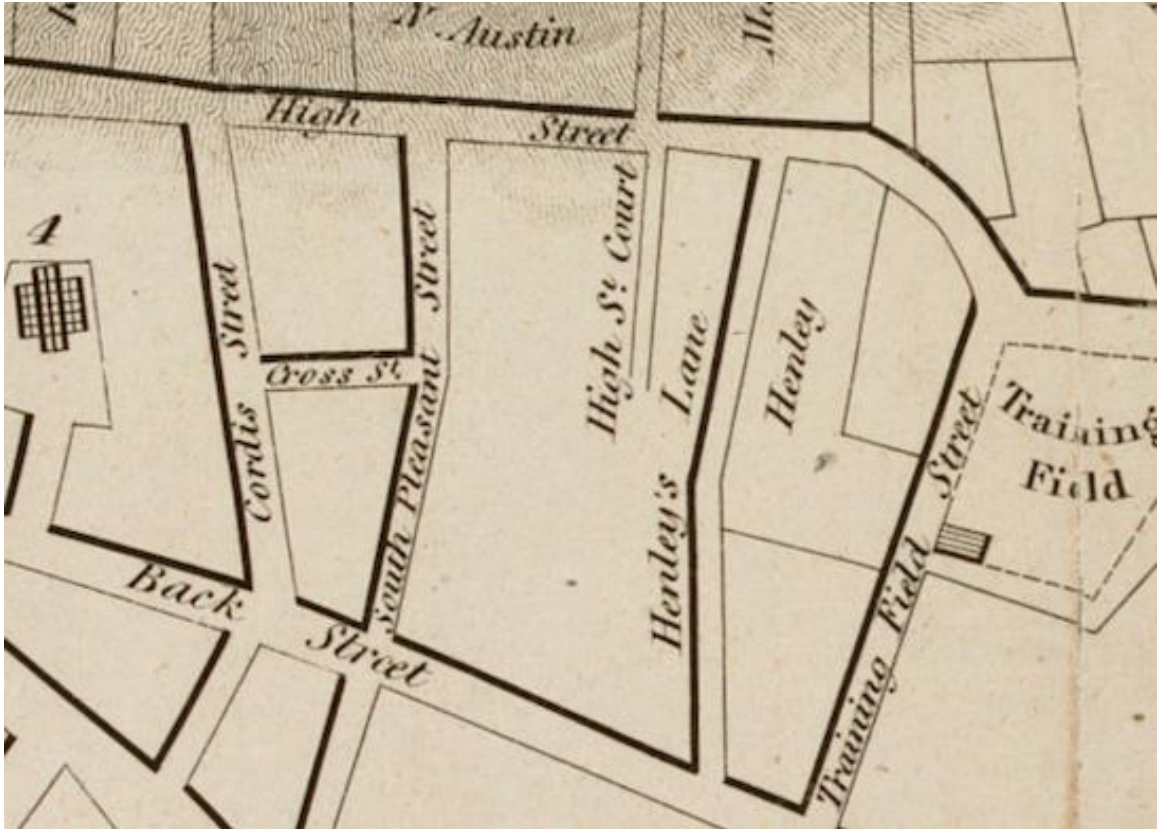 N. Austin
High Street
4
Cordis Street
Cross St.
South Pleasant Street
High St. Court
Henley's Lane
Henley
Training Field Street
Training
Field
Back Street